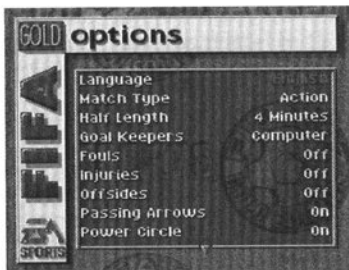 GOLD options
FIFA
EA
SPORTS
Language
Match Type Action
Half Length 4 Minutes
Goal Keepers Computer
Fouls Off
Injuries Off
Offsides Off
Passing Arrows On
Power Circle On